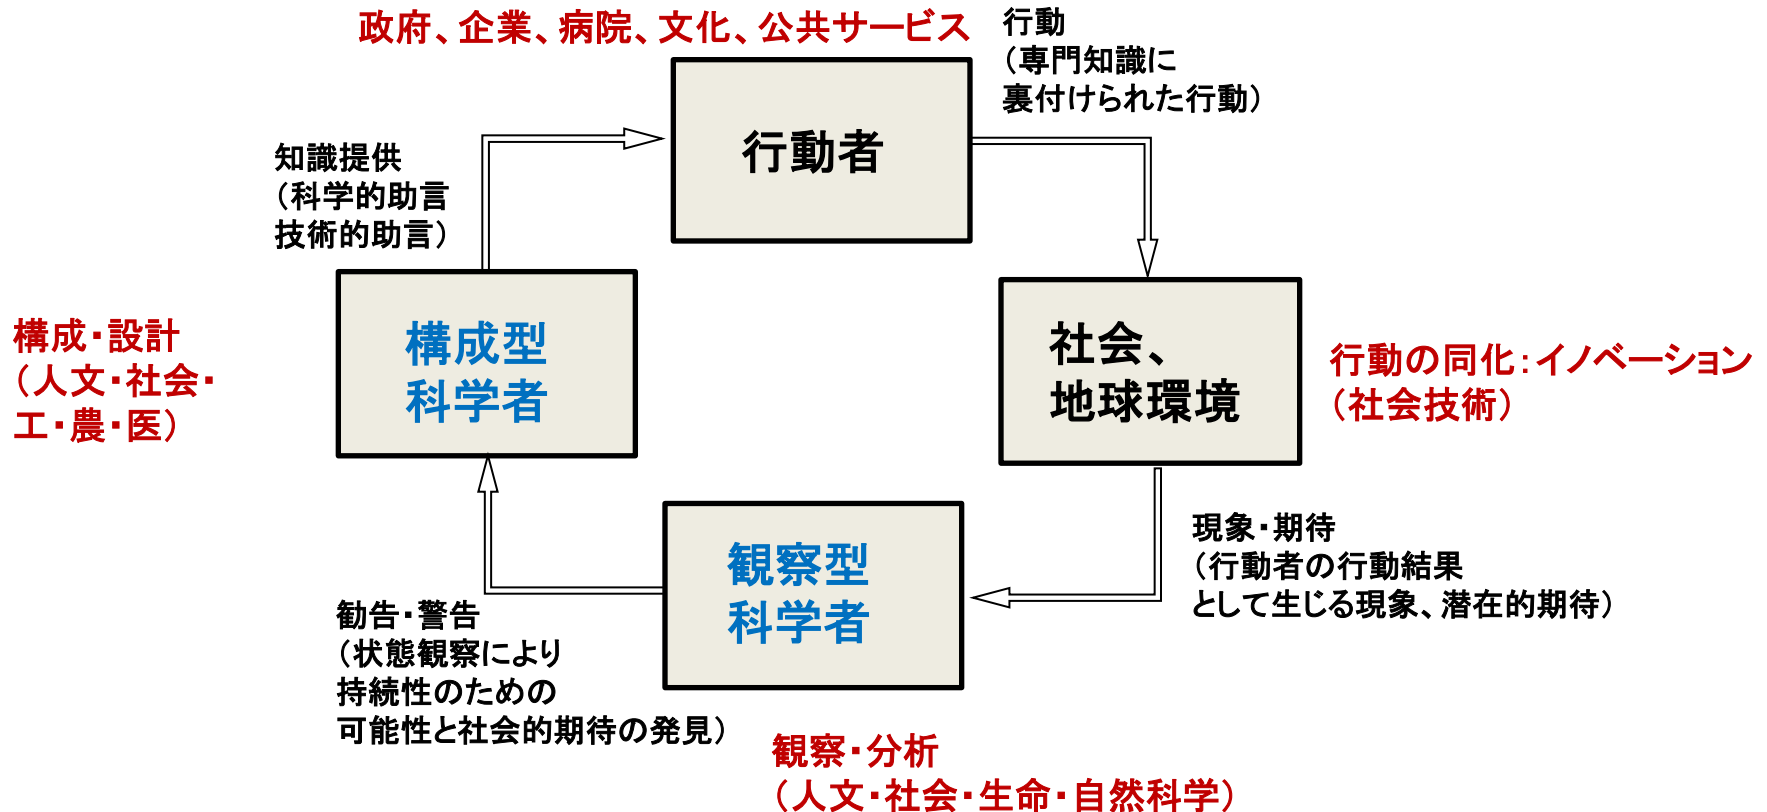 政府、企業、病院、文化、公共サービス
行動
（専門知識に
裏付けられた行動）
行動者
知識提供
（科学的助言
技術的助言）
構成型
科学者
構成・設計
（人文・社会・
工・農・医）
社会、
地球環境
行動の同化：イノベーション
（社会技術）
現象・期待
（行動者の行動結果
として生じる現象、潜在的期待）
観察型
科学者
勧告・警告
（状態観察により
持続性のための
可能性と社会的期待の発見）
観察・分析
（人文・社会・生命・自然科学）